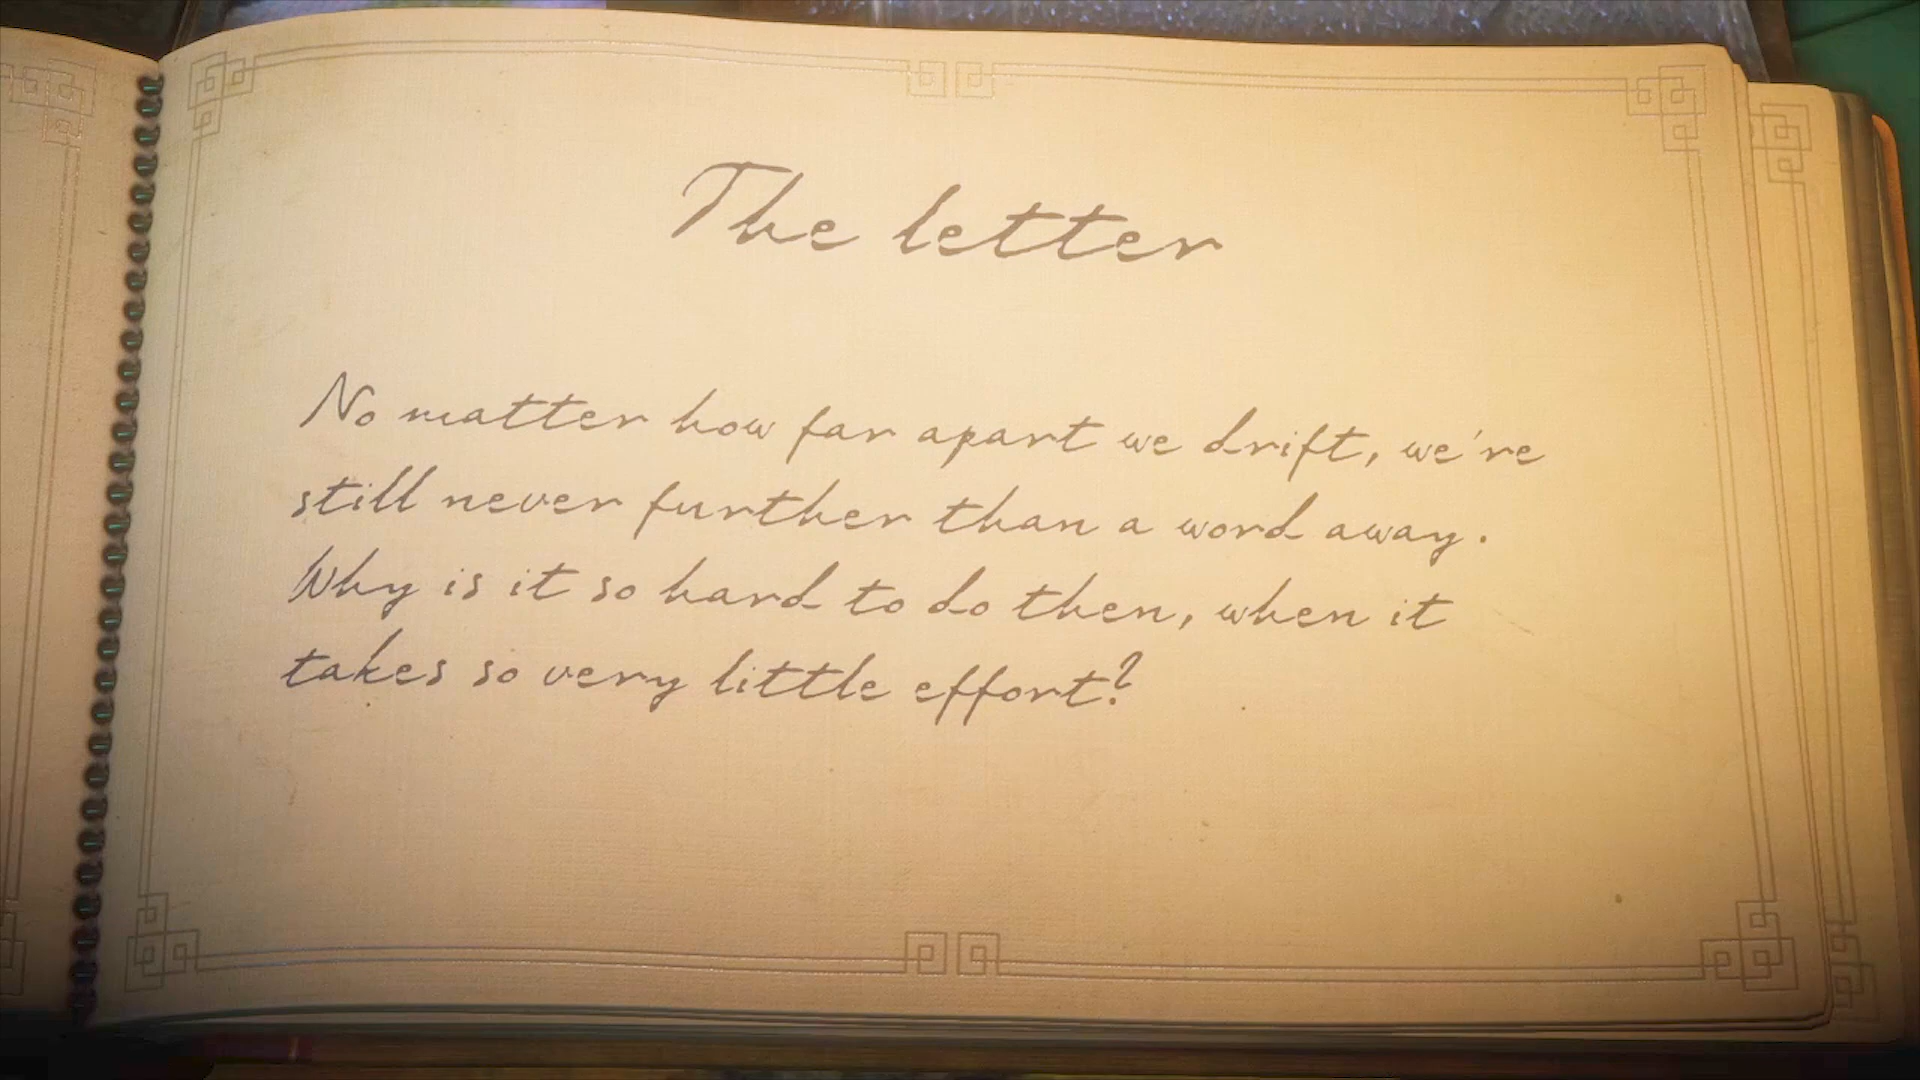 The letter
No matter how far apart we drift, we're
still never further than a word away.
Why is it so hard to do then, when it
takes so very little effort?